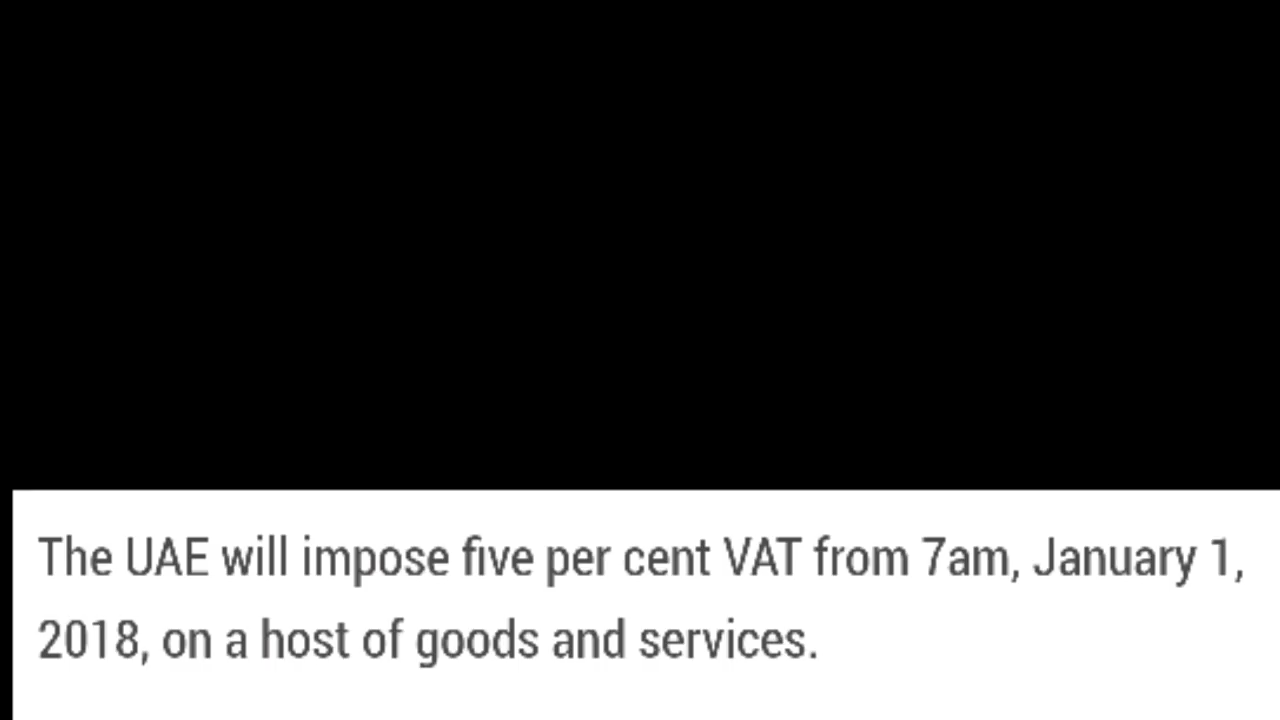 The UAE will impose five per cent VAT from 7am, January 1,
2018, on a host of goods and services.